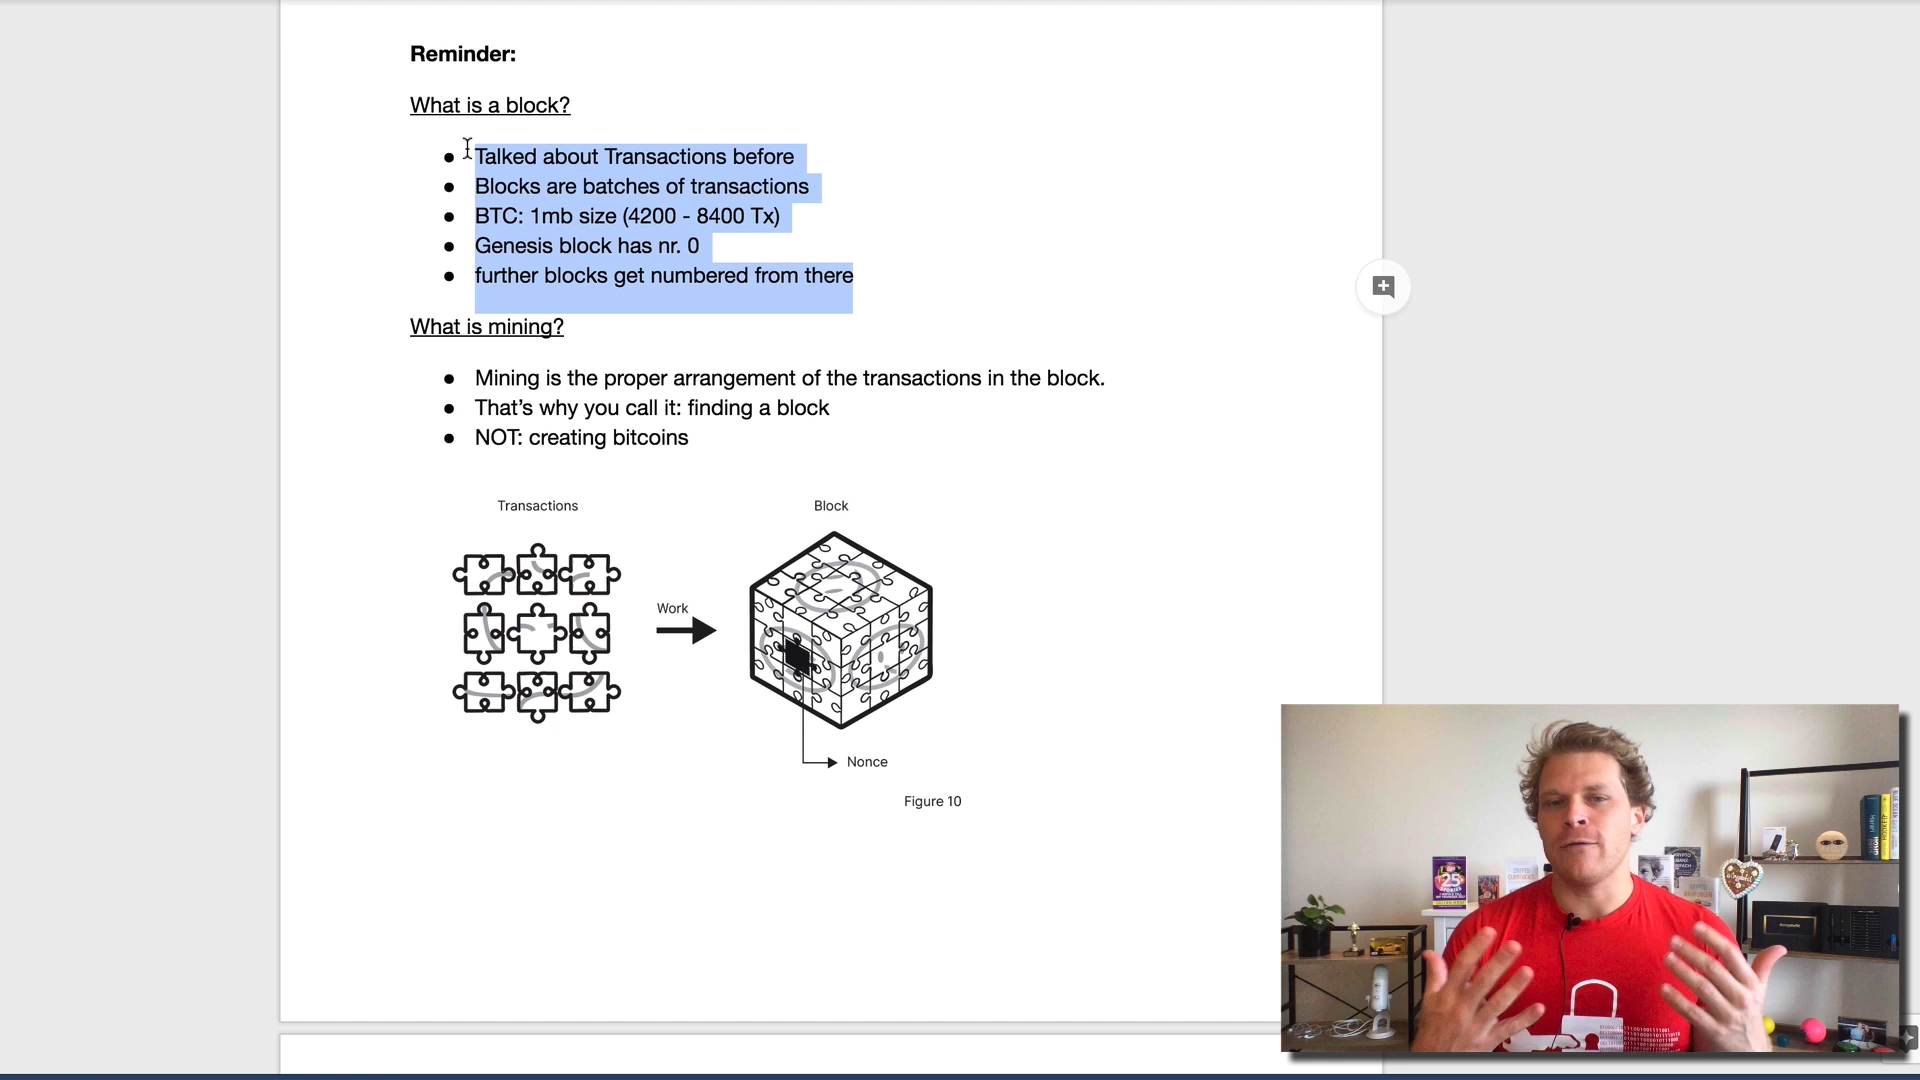 Reminder:
What is a block?
● Talked about Transactions before
● Blocks are batches of transactions
● BTC: 1mb size (4200 - 8400 Tx)
● Genesis block has nr. 0
● further blocks get numbered from there
What is mining?
● Mining is the proper arrangement of the transactions in the block.
● That’s why you call it: finding a block
● NOT: creating bitcoins
Transactions
Block
Work
Nonce
Figure 10
25
STORIES